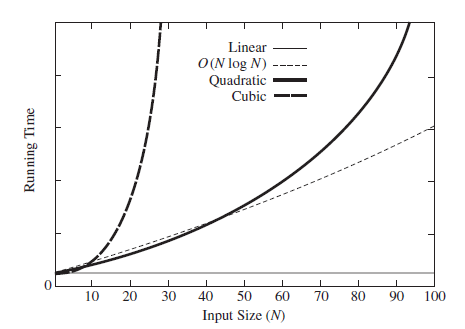 Linear
O(N log N)
Quadratic
Cubic
Running Time
0
10 20 30 40 50 60 70 80 90 100
Input Size (N)